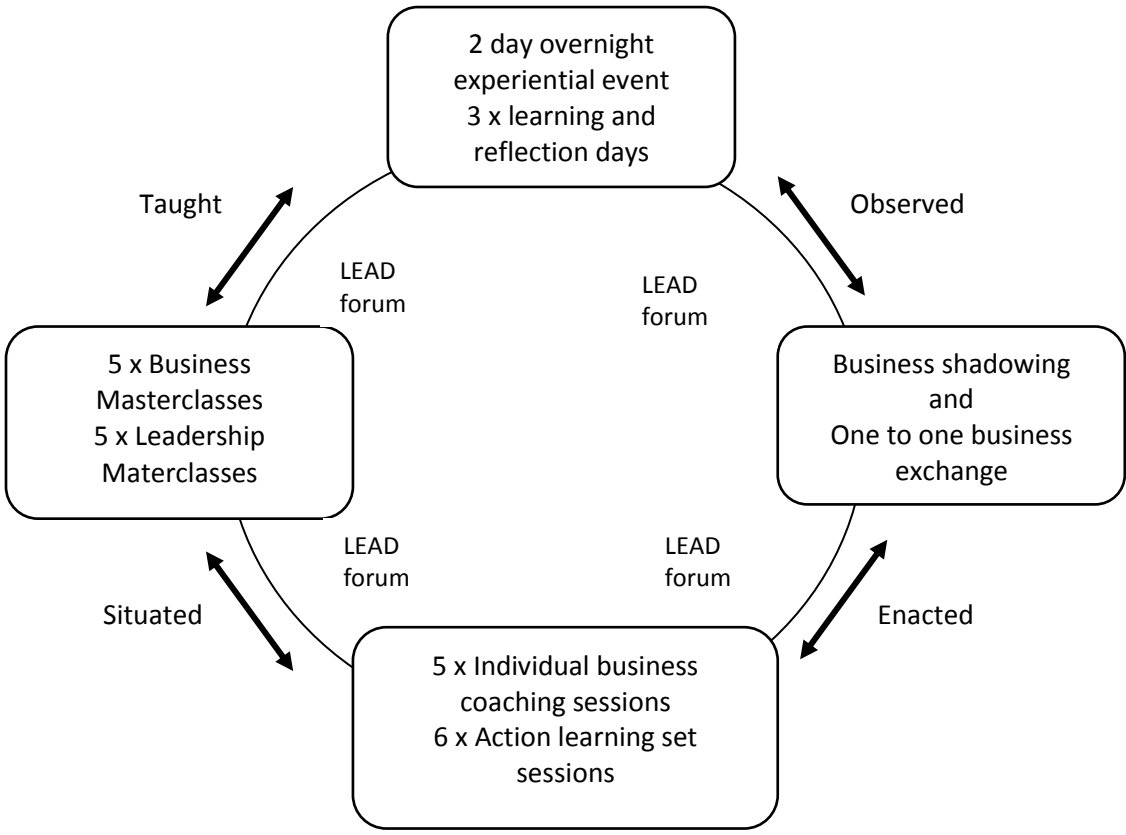 2 day overnight
experiential event
3 x learning and
reflection days
Taught
Observed
LEAD
forum
LEAD
forum
5 x Business
Masterclasses
5 x Leadership
Materclasses
Business shadowing
and
One to one business
exchange
LEAD
forum
LEAD
forum
Situated
Enacted
5 x Individual business
coaching sessions
6 x Action learning set
sessions